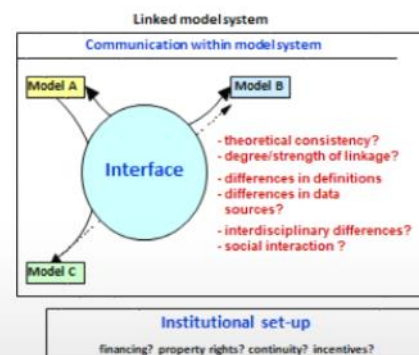 Linked model system
Communication within model system
Model A
Model B
Interface
- theoretical consistency?
- degree/strength of linkage?
- differences in definitions
- differences in data
sources?
- interdisciplinary differences?
- social interaction ?
Model C
Institutional set-up
financing? property rights? continuity? incentives?